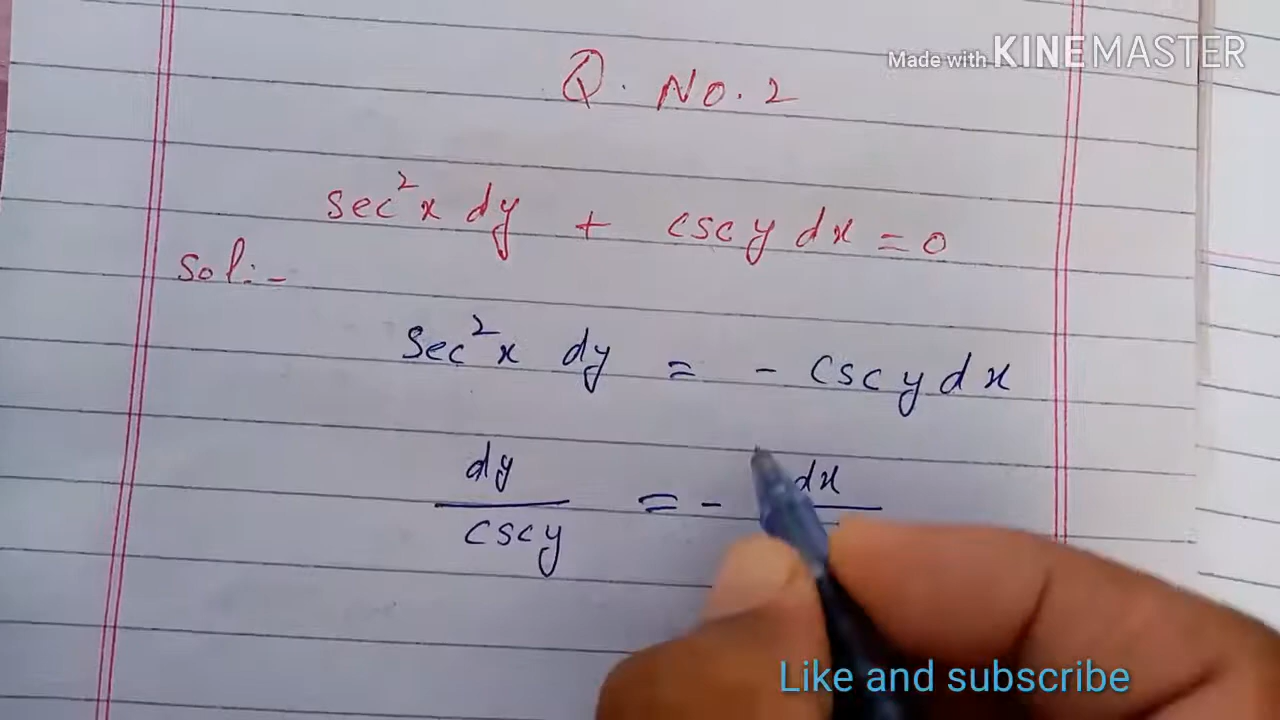 Made with KINEMASTER
Q. No. 2
sec²x dy + cscy dx = 0
Sol:-
Sec²x dy = - cscy dx
dy/cscy = - dx/
Like and subscribe